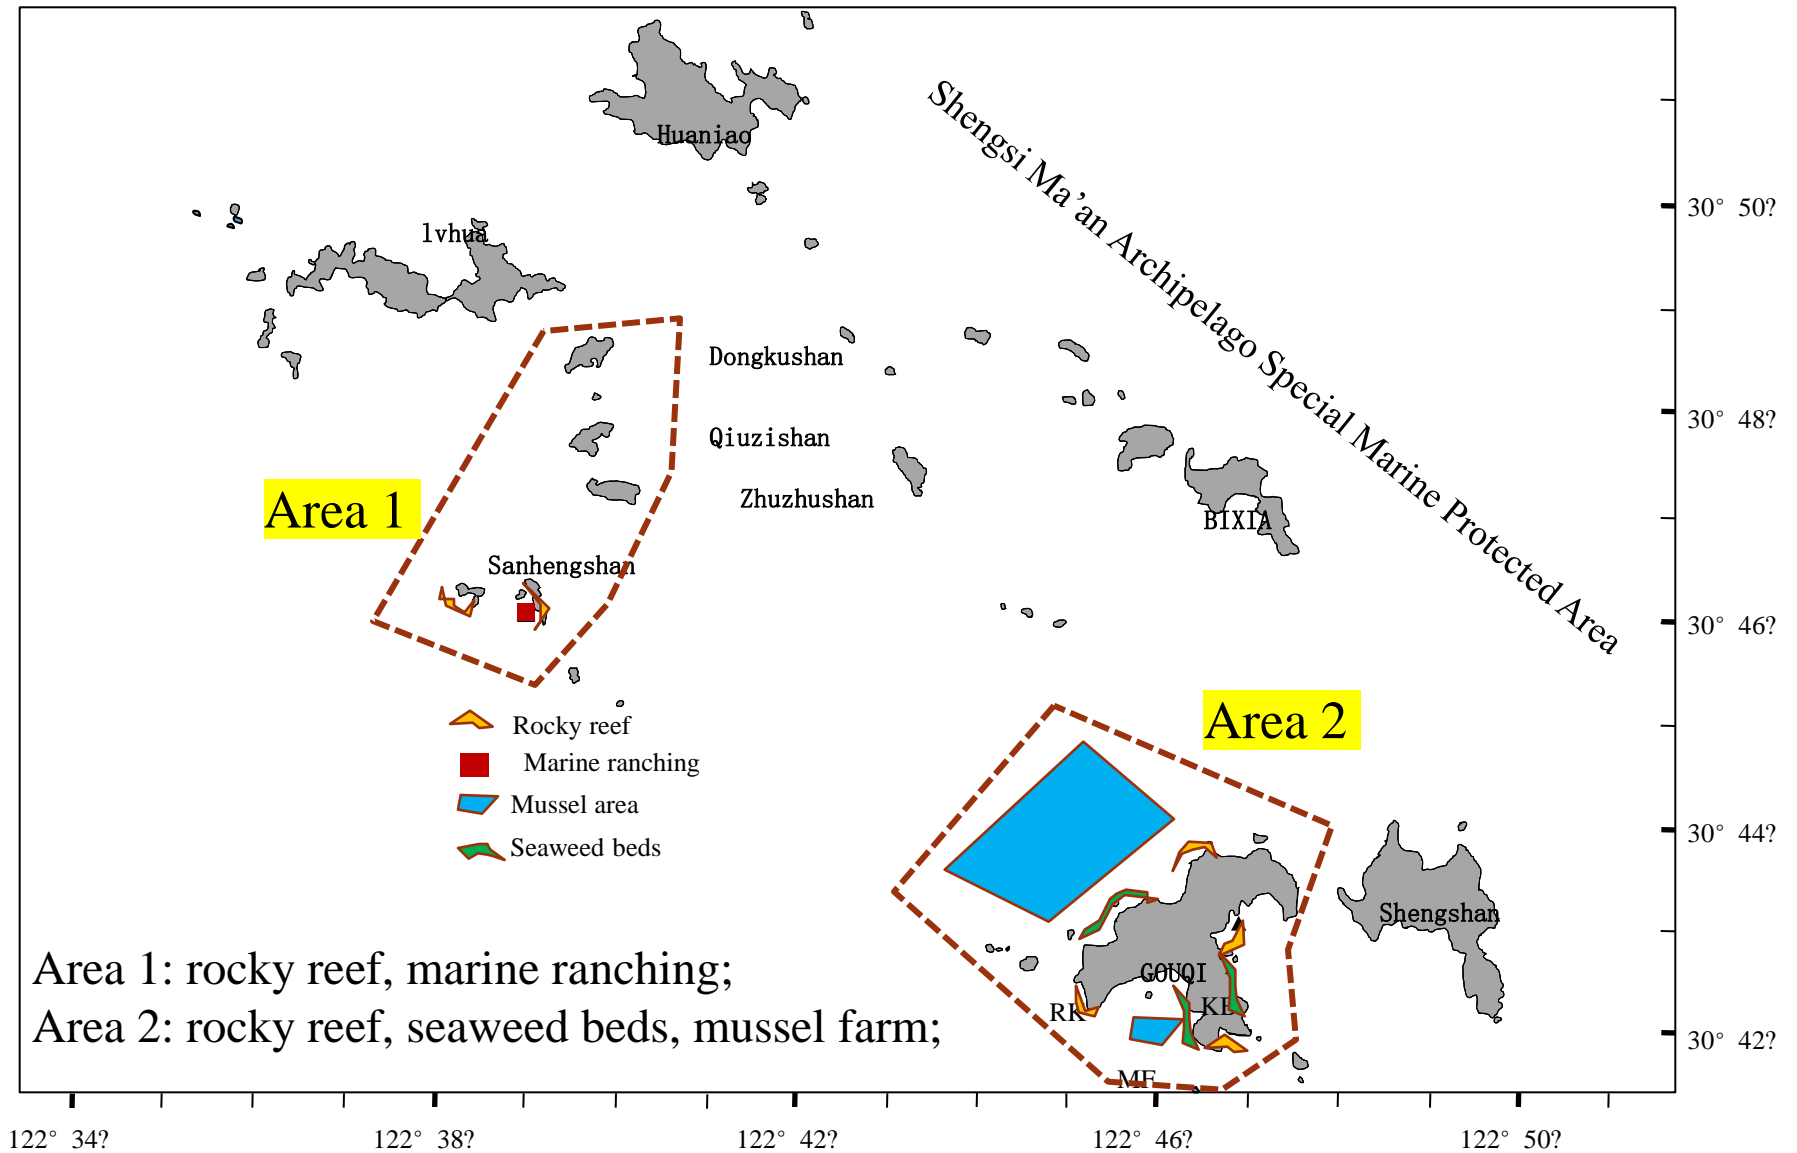 Huaniao
Shengsi Ma’an Archipelago Special Marine Protected Area
30° 50?
lvhua
Dongkushan
30° 48?
Qiuzishan
Zhuzhushan
Area 1
BIXIA
Sanhengshan
30° 46?
Area 2
Rocky reef
Marine ranching
Mussel area
Seaweed beds
30° 44?
Shengshan
Area 1: rocky reef, marine ranching;
GOUQI
RK
Area 2: rocky reef, seaweed beds, mussel farm;
30° 42?
MF
122° 34?
122° 38?
122° 42?
122° 46?
122° 50?